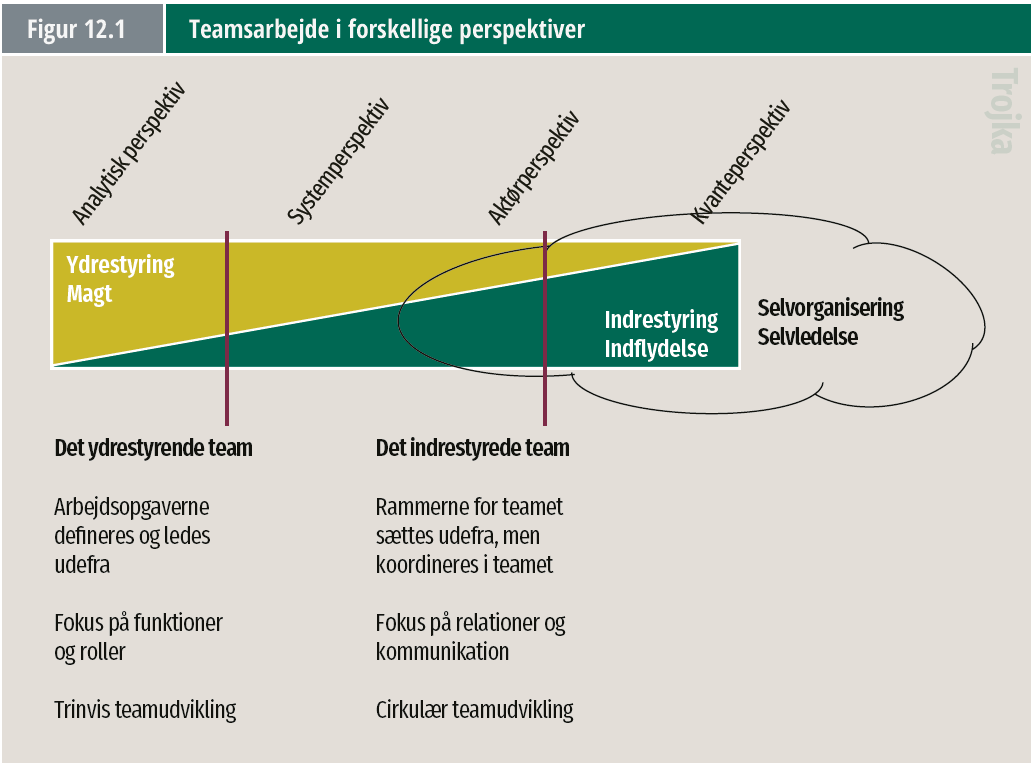 Figur 12.1
Teamsarbejde i forskellige perspektiver
Trojka
Analytisk perspektiv
Systemperspektiv
Aktørperspektiv
Kvanteperspektiv
Ydrestyring
Magt
Indrestyring
Indflydelse
Selvorganisering
Selvledelse
Det ydrestyrende team
Arbejdsopgaverne
defineres og ledes
udefra
Fokus på funktioner
og roller
Trinvis teamudvikling
Det indrestyrede team
Rammerne for teamet
sættes udefra, men
koordineres i teamet
Fokus på relationer og
kommunikation
Cirkulær teamudvikling